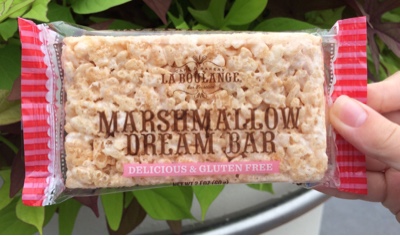 LA BOULANGE
MARSHMALLOW
DREAM BAR
DELICIOUS & GLUTEN FREE